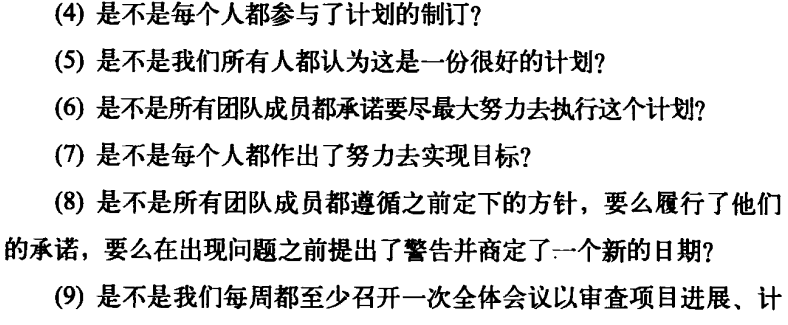 (4) 是不是每个人都参与了计划的制订?
(5) 是不是我们所有人都认为这是一份很好的计划?
(6) 是不是所有团队成员都承诺要尽最大努力去执行这个计划?
(7) 是不是每个人都作出了努力去实现目标?
(8) 是不是所有团队成员都遵循之前定下的方针，要么履行了他们
的承诺，要么在出现问题之前提出了警告并商定了一个新的日期?
(9) 是不是我们每周都至少召开一次全体会议以审查项目进展、计